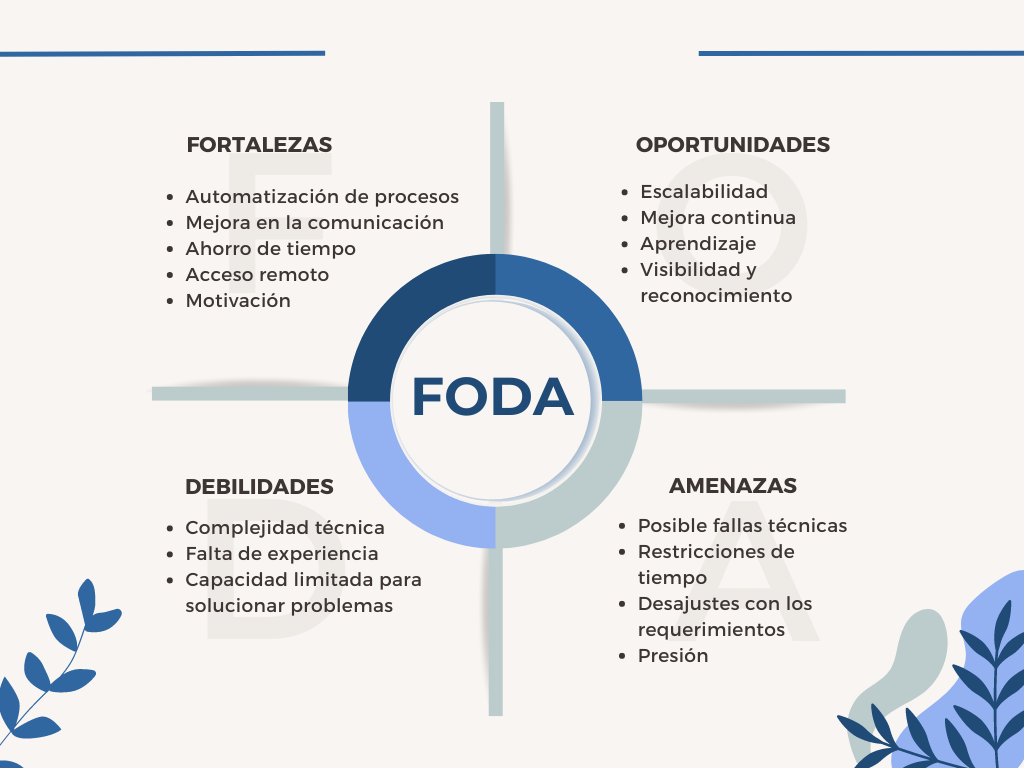 FORTALEZAS
• Automatización de procesos
• Mejora en la comunicación
• Ahorro de tiempo
• Acceso remoto
• Motivación
F
OPORTUNIDADES
• Escalabilidad
• Mejora continua
• Aprendizaje
• Visibilidad y
reconocimiento
O
FODA
DEBILIDADES
• Complejidad técnica
• Falta de experiencia
• Capacidad limitada para
solucionar problemas
D
AMENAZAS
• Posible fallas técnicas
• Restricciones de
tiempo
• Desajustes con los
requerimientos
• Presión
A